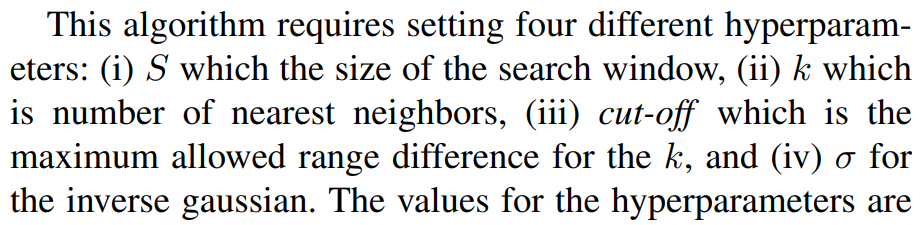 This algorithm requires setting four different hyperparam-
eters: (i) S which the size of the search window, (ii) k which
is number of nearest neighbors, (iii) cut-off which is the
maximum allowed range difference for the k, and (iv) σ for
the inverse gaussian. The values for the hyperparameters are